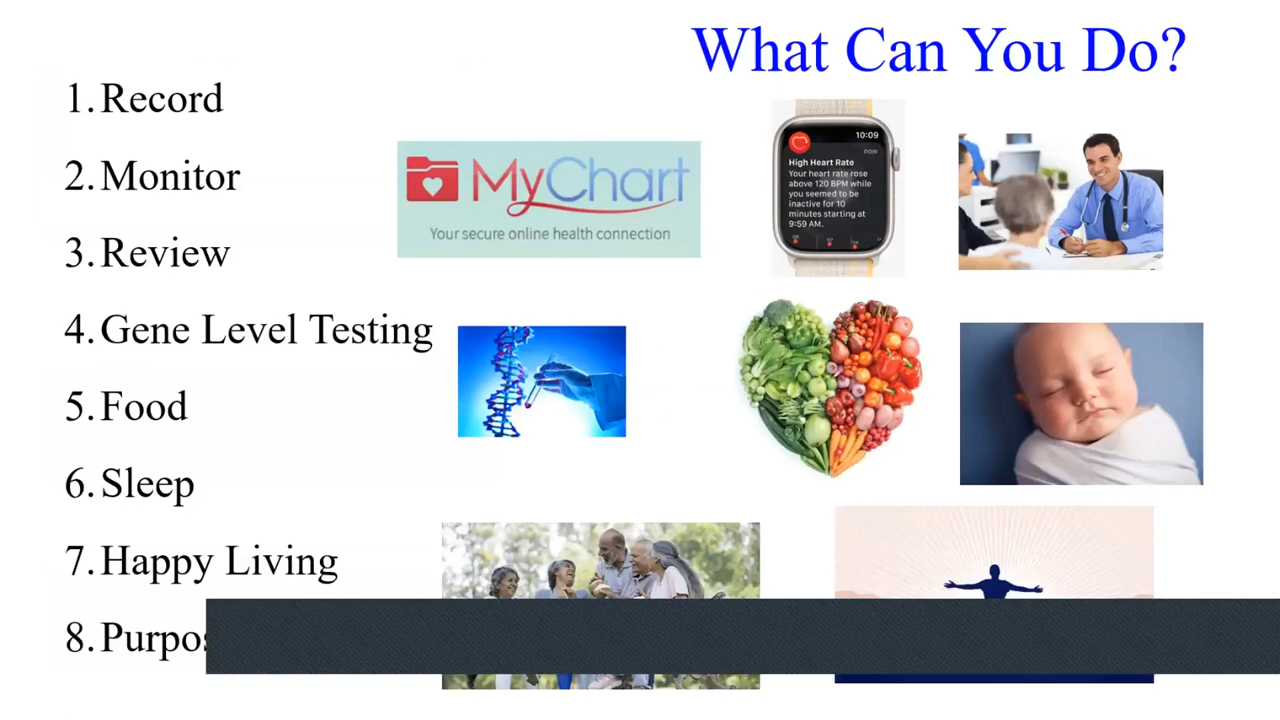 What Can You Do?
1. Record
2. Monitor
3. Review
4. Gene Level Testing
5. Food
6. Sleep
7. Happy Living
8.
MyChart
Your secure online health connection
10:09
now
High Heart Rate
Your heart rate rose
above 120 BPM while
you seemed to be
inactive for 10
minutes starting at
9:59 AM.